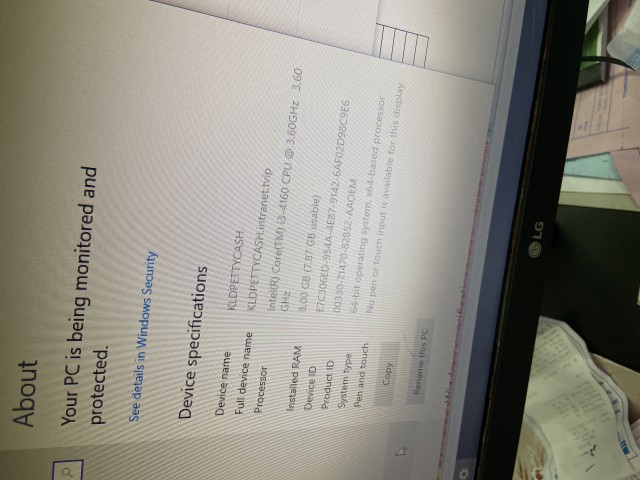 About
Your PC is being monitored and
protected.
See details in Windows Security
Device specifications
Device name KLDPETTYCASH
Full device name KLDPETTYCASH.intranet.tvip
Processor Intel(R) Core(TM) i3-4160 CPU @ 3.60GHz 3.60
GHz
Installed RAM 8.00 GB (7.87 GB usable)
Device ID E7C306ED-994A-4E87-9142-6AF02D98C9E6
Product ID 00330-71470-82852-AAOEM
System type 64-bit operating system, x64-based processor
Pen and touch No pen or touch input is available for this display
Copy
Rename this PC
LG